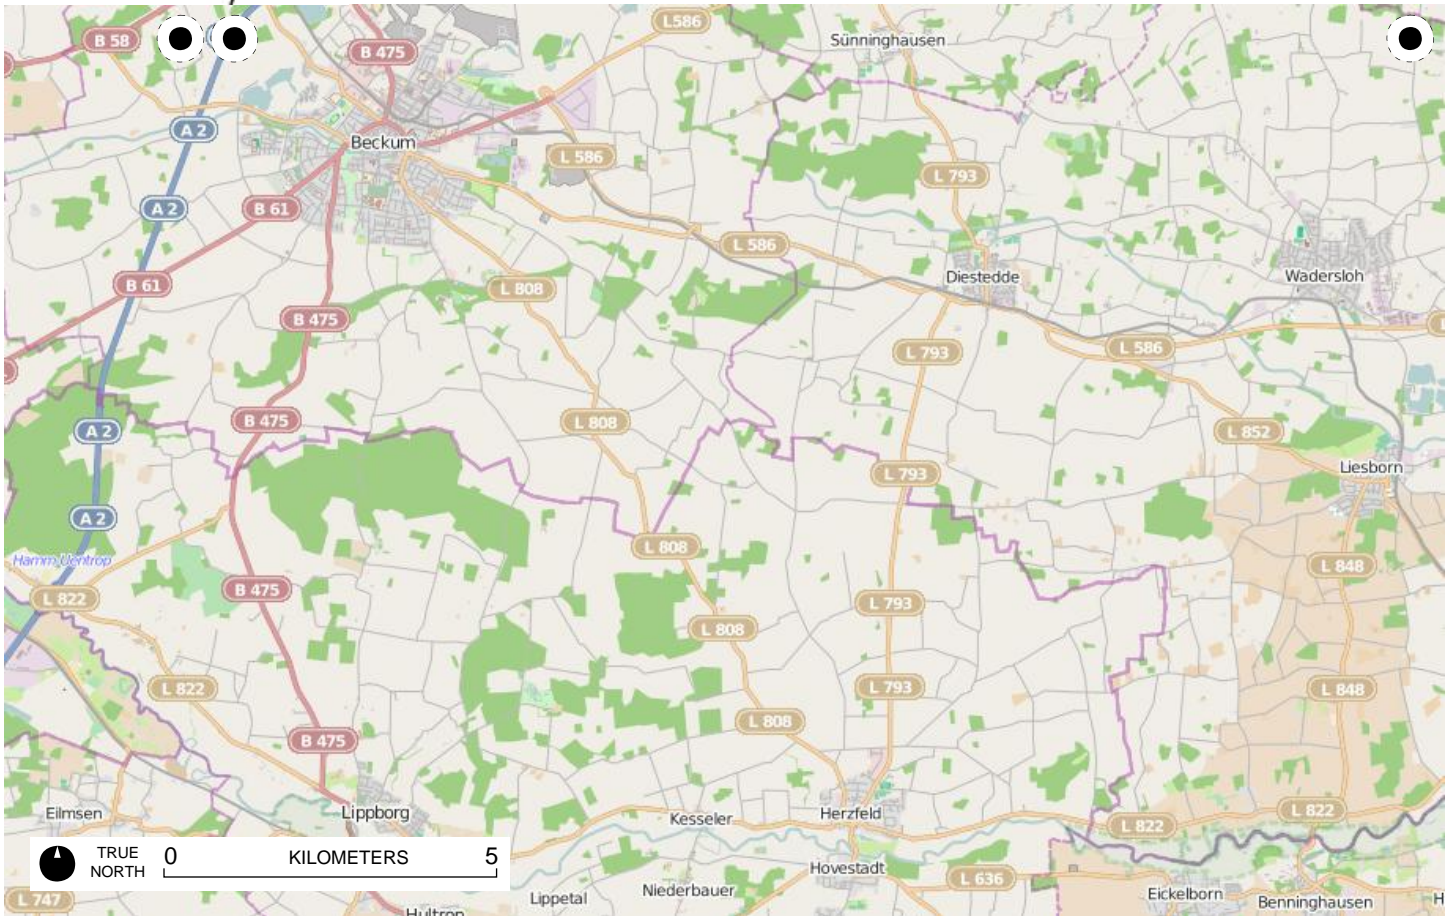 L586
B 58
B 475
Sünninghausen
A 2
Beckum
L 586
L 793
A 2
B 61
L 586
Diestedde
Wadersloh
B 61
L 808
B 475
L 586
L 793
B 475
L 808
A 2
L 852
L 793
Liesborn
A 2
L 808
Hamm Uentrop
L 848
B 475
L 822
L 793
L 808
L 822
L 793
L 848
L 808
B 475
Eilmsen
Lippborg
Kesseler
Herzfeld
L 822
L 822
TRUE NORTH
0 KILOMETERS 5
Hovestadt
L 636
L 747
Lippetal
Niederbauer
Eickelborn
Benninghausen
Hultrop